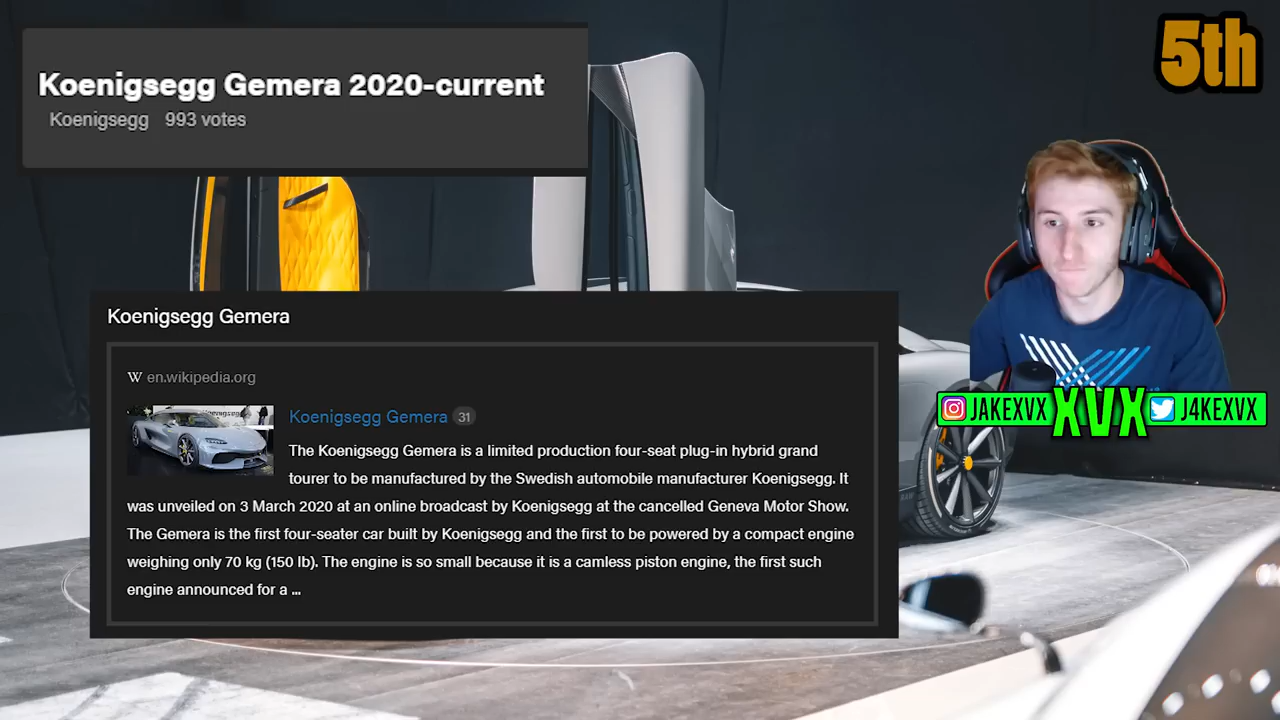 5th
Koenigsegg Gemera 2020-current
Koenigsegg 993 votes
Koenigsegg Gemera
W en.wikipedia.org
Koenigsegg Gemera 31
The Koenigsegg Gemera is a limited production four-seat plug-in hybrid grand
tourer to be manufactured by the Swedish automobile manufacturer Koenigsegg. It
was unveiled on 3 March 2020 at an online broadcast by Koenigsegg at the cancelled Geneva Motor Show.
The Gemera is the first four-seater car built by Koenigsegg and the first to be powered by a compact engine
weighing only 70 kg (150 lb). The engine is so small because it is a camless piston engine, the first such
engine announced for a ...
JAKEXVX XVX J4KEXVX